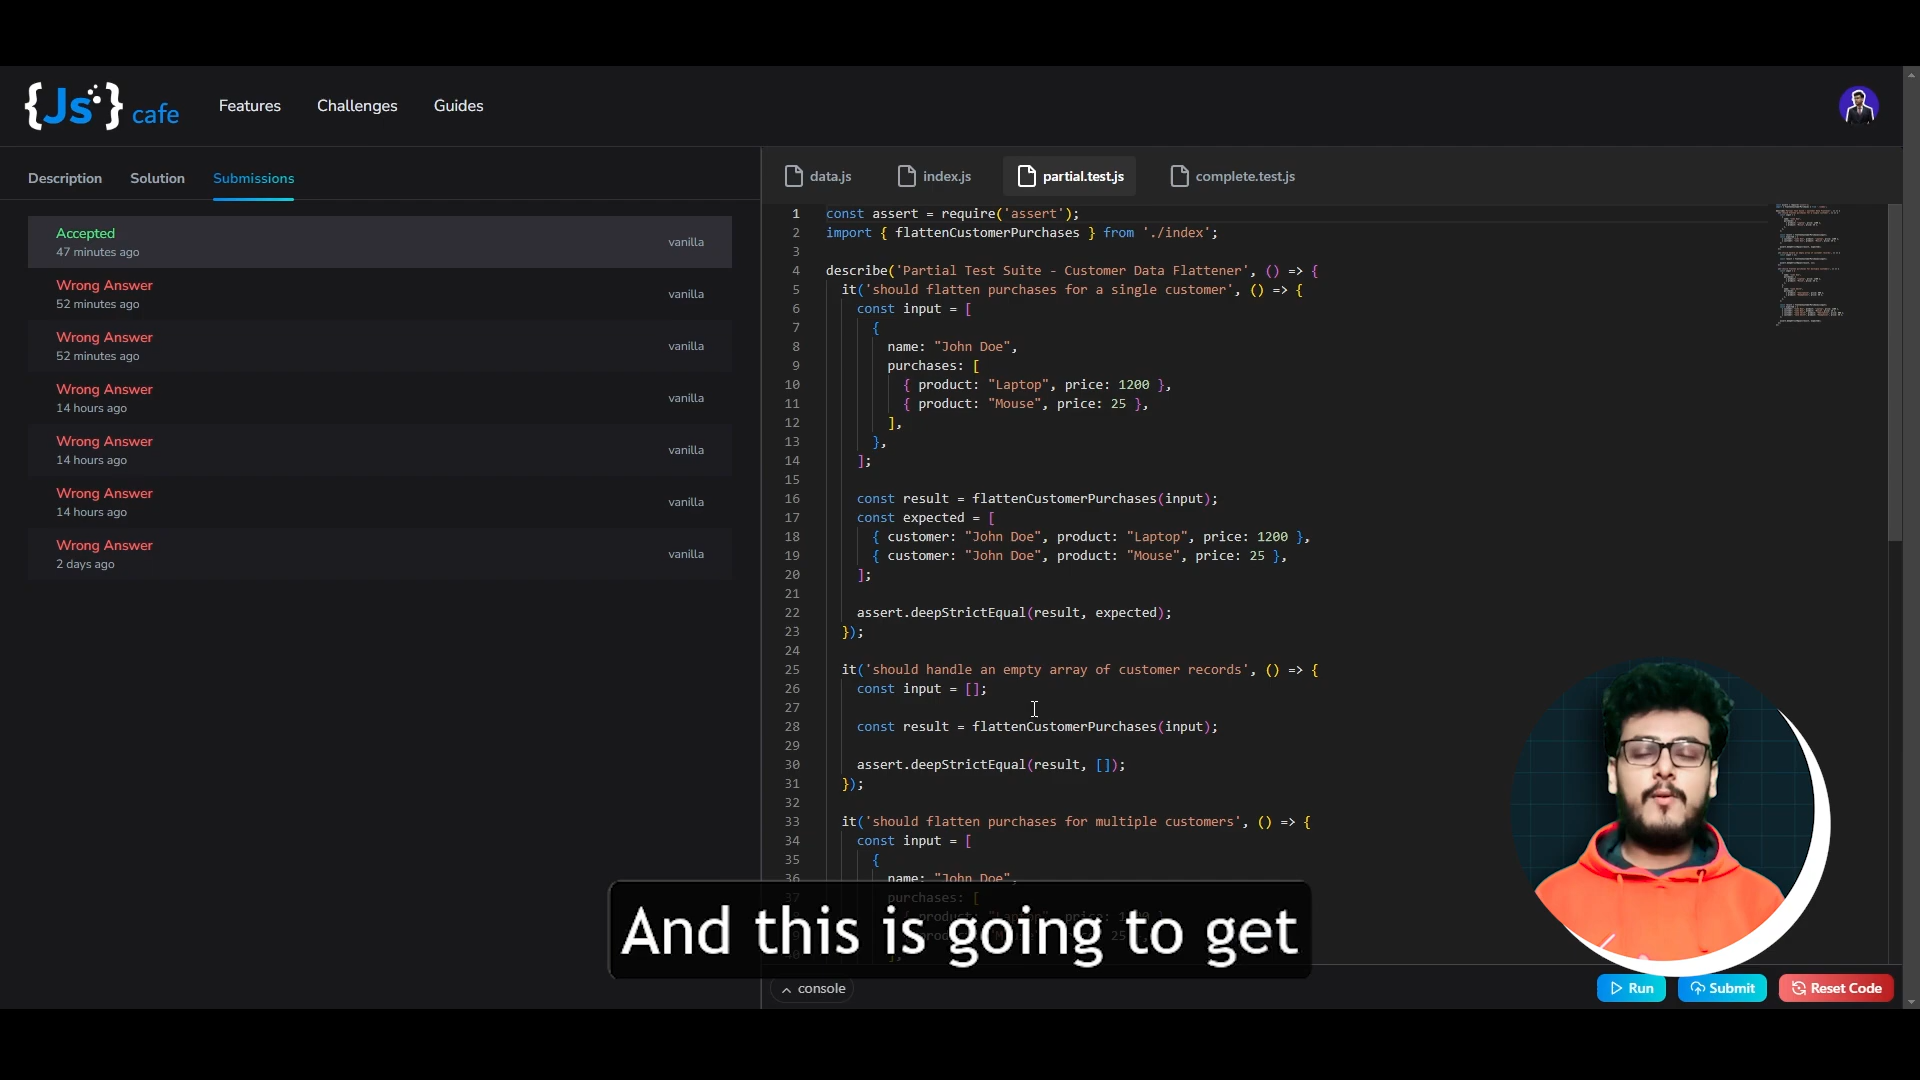 {Js} cafe
Features
Challenges
Guides
Description
Solution
Submissions
Accepted
47 minutes ago
vanilla
Wrong Answer
52 minutes ago
vanilla
Wrong Answer
52 minutes ago
vanilla
Wrong Answer
14 hours ago
vanilla
Wrong Answer
14 hours ago
vanilla
Wrong Answer
14 hours ago
vanilla
Wrong Answer
2 days ago
vanilla
data.js
index.js
partial.test.js
complete.test.js
1 const assert = require('assert');
2 import { flattenCustomerPurchases } from './index';
3
4 describe('Partial Test Suite - Customer Data Flattener', () => {
5 it('should flatten purchases for a single customer', () => {
6 const input = [
7 {
8 name: "John Doe",
9 purchases: [
10 { product: "Laptop", price: 1200 },
11 { product: "Mouse", price: 25 },
12 ],
13 },
14 ];
15
16 const result = flattenCustomerPurchases(input);
17 const expected = [
18 { customer: "John Doe", product: "Laptop", price: 1200 },
19 { customer: "John Doe", product: "Mouse", price: 25 },
20 ];
21
22 assert.deepStrictEqual(result, expected);
23 });
24
25 it('should handle an empty array of customer records', () => {
26 const input = [];
27
28 const result = flattenCustomerPurchases(input);
29
30 assert.deepStrictEqual(result, []);
31 });
32
33 it('should flatten purchases for multiple customers', () => {
34 const input = [
35 {
36 name: "John Doe",
37 purchases: [
And this is going to get
console
Run
Submit
Reset Code